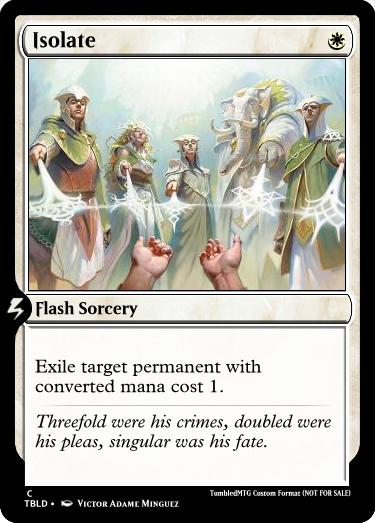 Isolate
Flash Sorcery
Exile target permanent with
converted mana cost 1.
Threefold were his crimes, doubled were
his pleas, singular was his fate.
C
TBLD • VICTOR ADAME MINGUEZ
TumbledMTG Custom Format (NOT FOR SALE)